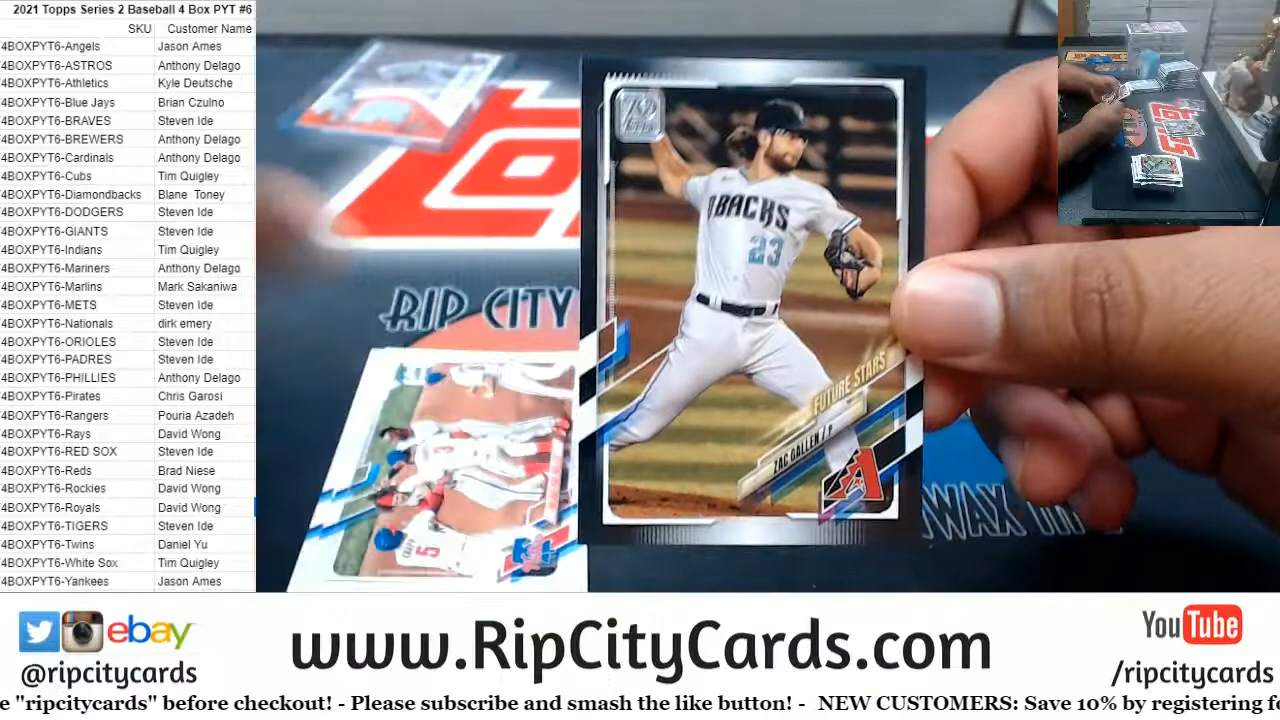 2021 Topps Series 2 Baseball 4 Box PYT #6
SKU Customer Name
4BOXPYT6-Angels Jason Ames
4BOXPYT6-ASTROS Anthony Delago
4BOXPYT6-Athletics Kyle Deutsche
4BOXPYT6-Blue Jays Brian Czulno
4BOXPYT6-BRAVES Steven Ide
4BOXPYT6-BREWERS Anthony Delago
4BOXPYT6-Cardinals Anthony Delago
4BOXPYT6-Cubs Tim Quigley
4BOXPYT6-Diamondbacks Blane Toney
4BOXPYT6-DODGERS Steven Ide
4BOXPYT6-GIANTS Steven Ide
4BOXPYT6-Indians Tim Quigley
4BOXPYT6-Mariners Anthony Delago
4BOXPYT6-Marlins Mark Sakaniwa
4BOXPYT6-METS Steven Ide
4BOXPYT6-Nationals dirk emery
4BOXPYT6-ORIOLES Steven Ide
4BOXPYT6-PADRES Steven Ide
4BOXPYT6-PHILLIES Anthony Delago
4BOXPYT6-Pirates Chris Garosi
4BOXPYT6-Rangers Pouria Azadeh
4BOXPYT6-Rays David Wong
4BOXPYT6-RED SOX Steven Ide
4BOXPYT6-Reds Brad Niese
4BOXPYT6-Rockies David Wong
4BOXPYT6-Royals David Wong
4BOXPYT6-TIGERS Steven Ide
4BOXPYT6-Twins Daniel Yu
4BOXPYT6-White Sox Tim Quigley
4BOXPYT6-Yankees Jason Ames
70
DBACKS
23
FUTURE STARS
ZAC GALLEN / P
A
RIP CITY
WAX
3
5
ebay
@ripcitycards
www.RipCityCards.com
YouTube
/ripcitycards
e "ripcitycards" before checkout! - Please subscribe and smash the like button! - NEW CUSTOMERS: Save 10% by registering fo